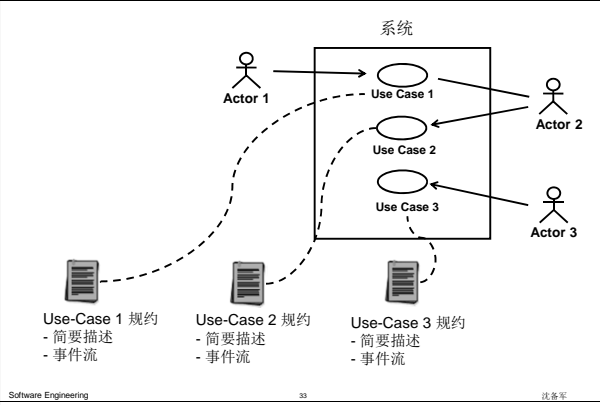 系统
Actor 1
Use Case 1
Actor 2
Use Case 2
Use Case 3
Actor 3
Use-Case 1 规约
- 简要描述
- 事件流
Use-Case 2 规约
- 简要描述
- 事件流
Use-Case 3 规约
- 简要描述
- 事件流
Software Engineering
33
沈备军